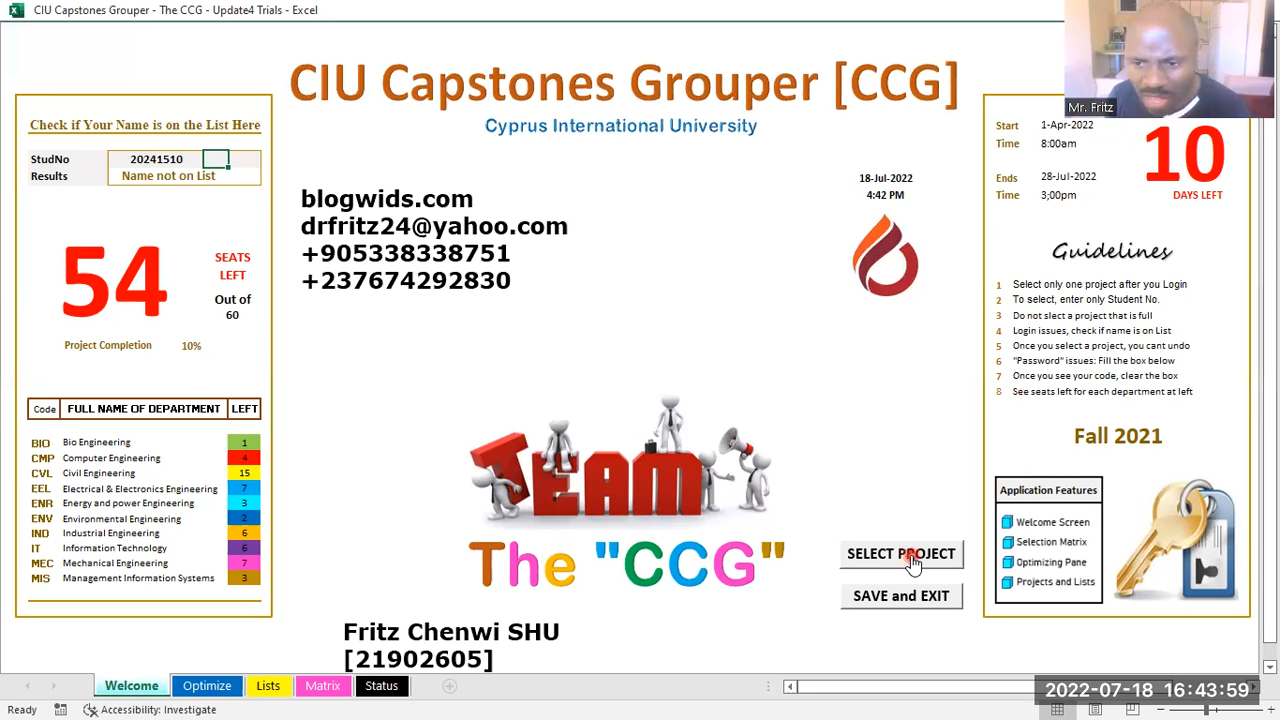 CIU Capstones Grouper - The CCG - Update4 Trials - Excel
CIU Capstones Grouper [CCG]
Cyprus International University
Mr. Fritz
Check if Your Name is on the List Here
StudNo 20241510
Results Name not on List
54
SEATS
LEFT
Out of
60
Project Completion 10%
Code FULL NAME OF DEPARTMENT LEFT
BIO Bio Engineering 1
CMP Computer Engineering 4
CVL Civil Engineering 15
EEL Electrical & Electronics Engineering 7
ENR Energy and power Engineering 3
ENV Environmental Engineering 2
IND Industrial Engineering 6
IT Information Technology 6
MEC Mechanical Engineering 7
MIS Management Information Systems 3
blogwids.com
drfritz24@yahoo.com
+905338338751
+237674292830
18-Jul-2022
4:42 PM
TEAM
The "CCG"
SELECT PROJECT
SAVE and EXIT
Fritz Chenwi SHU
[21902605]
Start 1-Apr-2022
Time 8:00am
Ends 28-Jul-2022
Time 3;00pm
10
DAYS LEFT
Guidelines
1 Select only one project after you Login
2 To select, enter only Student No.
3 Do not slect a project that is full
4 Login issues, check if name is on List
5 Once you select a project, you cant undo
6 "Password" issues: Fill the box below
7 Once you see your code, clear the box
8 See seats left for each department at left
Fall 2021
Application Features
Welcome Screen
Selection Matrix
Optimizing Pane
Projects and Lists
Welcome Optimize Lists Matrix Status
2022-07-18 16:43:59
Ready Accessibility: Investigate